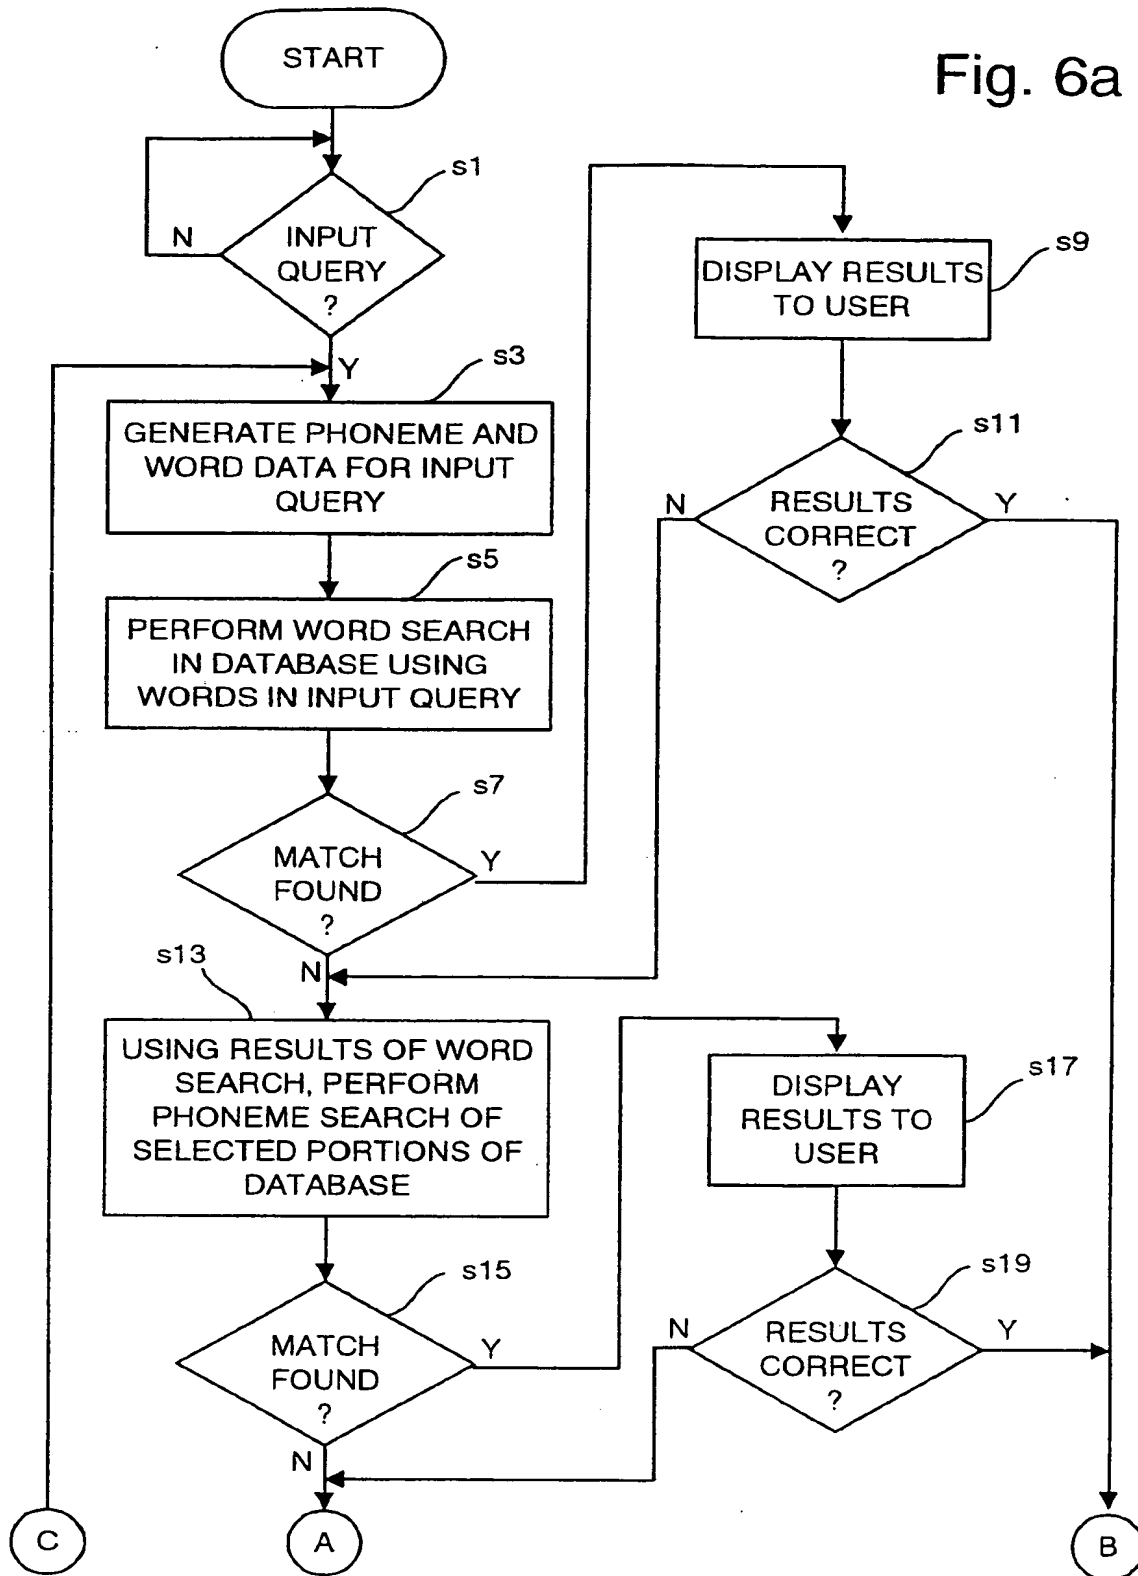 Fig. 6a
START
s1
N
INPUT
QUERY
?
Y
s3
GENERATE PHONEME AND
WORD DATA FOR INPUT
QUERY
s5
PERFORM WORD SEARCH
IN DATABASE USING
WORDS IN INPUT QUERY
s7
MATCH
FOUND
?
Y
N
s9
DISPLAY RESULTS
TO USER
s11
N
RESULTS
CORRECT
?
Y
s13
USING RESULTS OF WORD
SEARCH, PERFORM
PHONEME SEARCH OF
SELECTED PORTIONS OF
DATABASE
s15
MATCH
FOUND
?
Y
N
s17
DISPLAY
RESULTS TO
USER
s19
N
RESULTS
CORRECT
?
Y
C
A
B